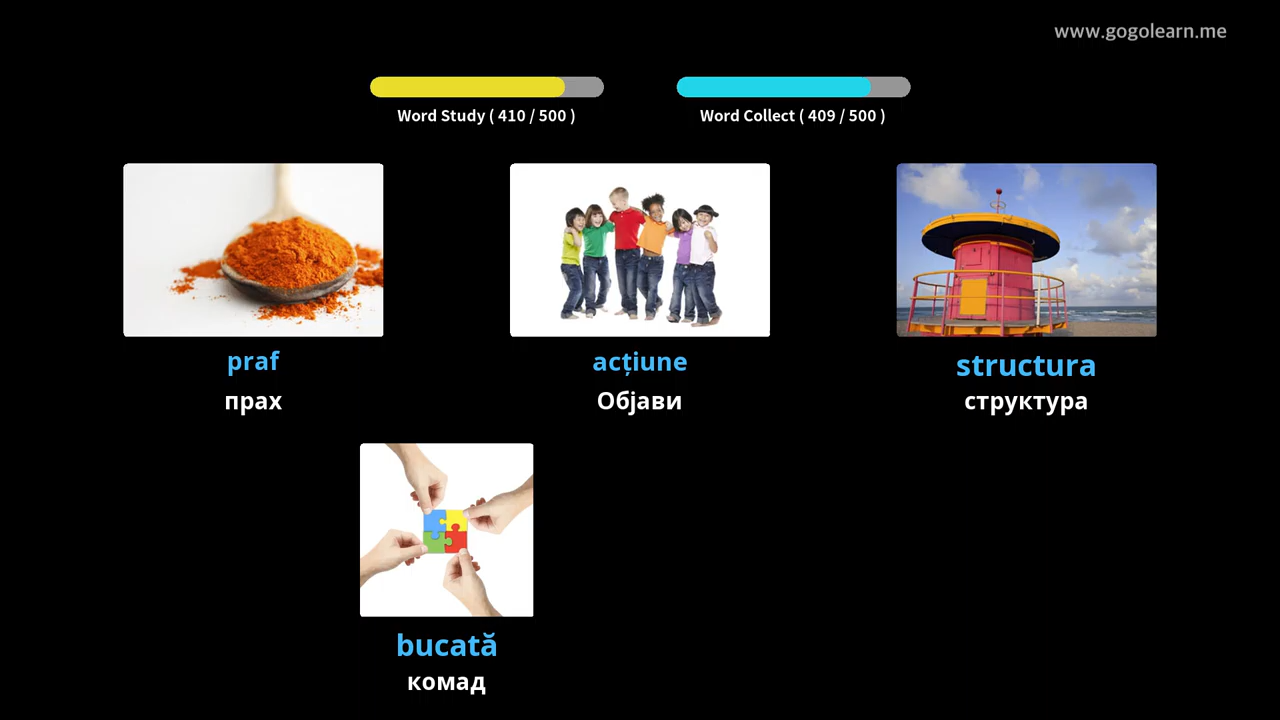 www.gogolearn.me
Word Study ( 410 / 500 )
Word Collect ( 409 / 500 )
praf
прах
acțiune
Објави
structura
структура
bucată
комад